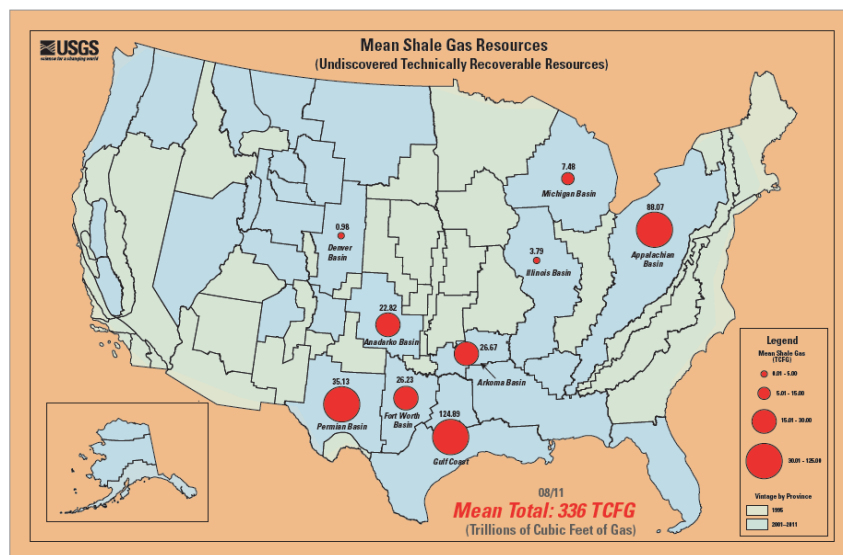 USGS
science for a changing world
Mean Shale Gas Resources
(Undiscovered Technically Recoverable Resources)
7.48
Michigan Basin
88.07
Appalachian
Basin
0.98
Denver
Basin
3.79
Illinois Basin
22.82
Anadarko Basin
26.67
Arkoma Basin
35.13
Permian Basin
26.23
Fort Worth
Basin
124.89
Gulf Coast
Legend
Mean Shale Gas
(TCFG)
0.01 - 5.00
5.01 - 15.00
15.01 - 30.00
30.01 - 125.00
Vintage by Province
1995
2001–2011
08/11
Mean Total: 336 TCFG
(Trillions of Cubic Feet of Gas)